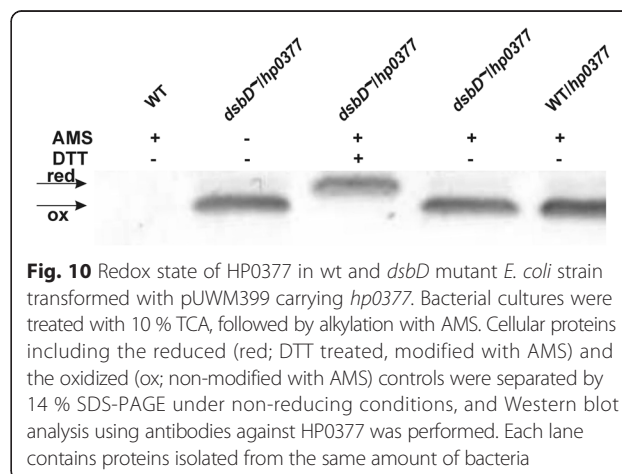 WT dsbD⁻/hp0377 dsbD⁻/hp0377 dsbD⁻/hp0377 WT/hp0377
AMS + - + + +
DTT - - + - -
red
ox
Fig. 10 Redox state of HP0377 in wt and dsbD mutant E. coli strain
transformed with pUWM399 carrying hp0377. Bacterial cultures were
treated with 10 % TCA, followed by alkylation with AMS. Cellular proteins
including the reduced (red; DTT treated, modified with AMS) and
the oxidized (ox; non-modified with AMS) controls were separated by
14 % SDS-PAGE under non-reducing conditions, and Western blot
analysis using antibodies against HP0377 was performed. Each lane
contains proteins isolated from the same amount of bacteria